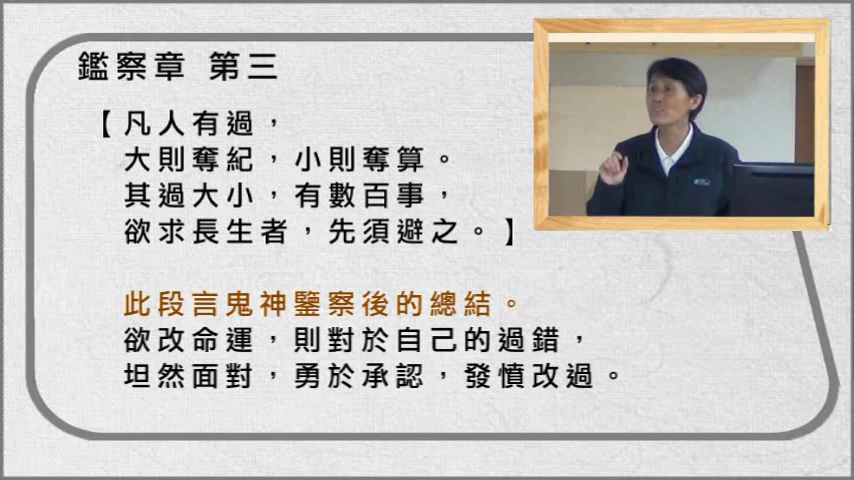 鑑察章 第三
【凡人有過，
大則奪紀，小則奪算。
其過大小，有數百事，
欲求長生者，先須避之。】
此段言鬼神鑒察後的總結。
欲改命運，則對於自己的過錯，
坦然面對，勇於承認，發憤改過。